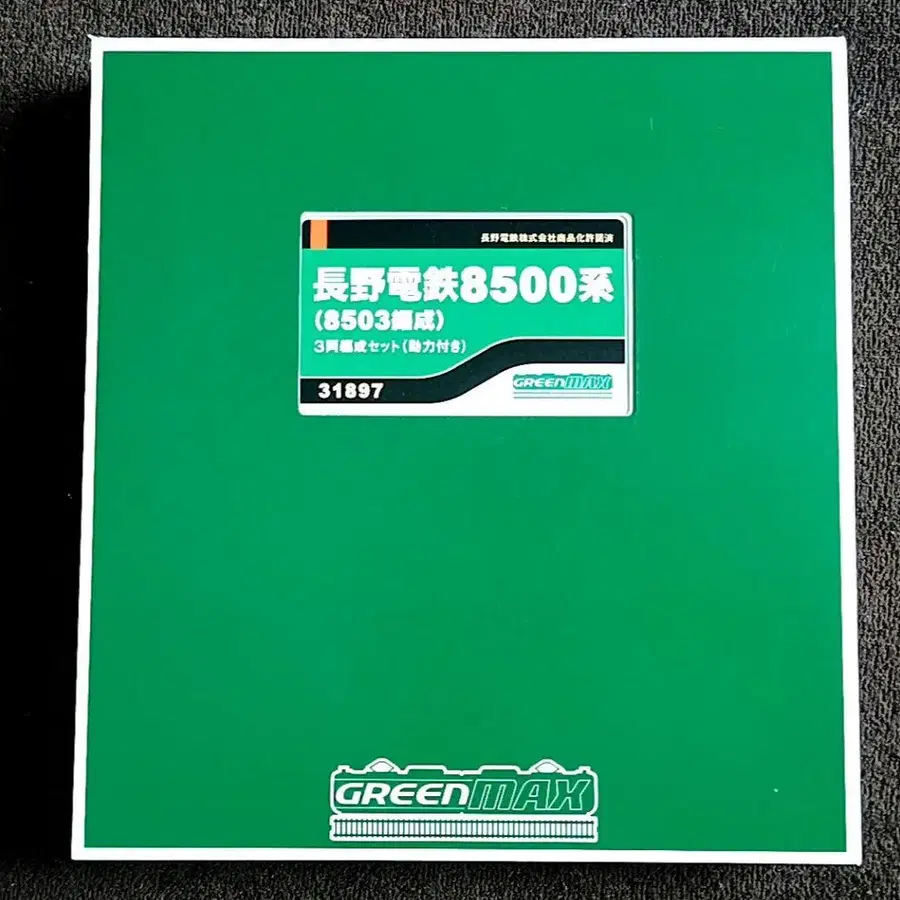 長野電鉄株式会社商品化許諾済
長野電鉄8500系
(8503編成)
3両編成セット(動力付き)
31897
GREENMAX
GREENMAX